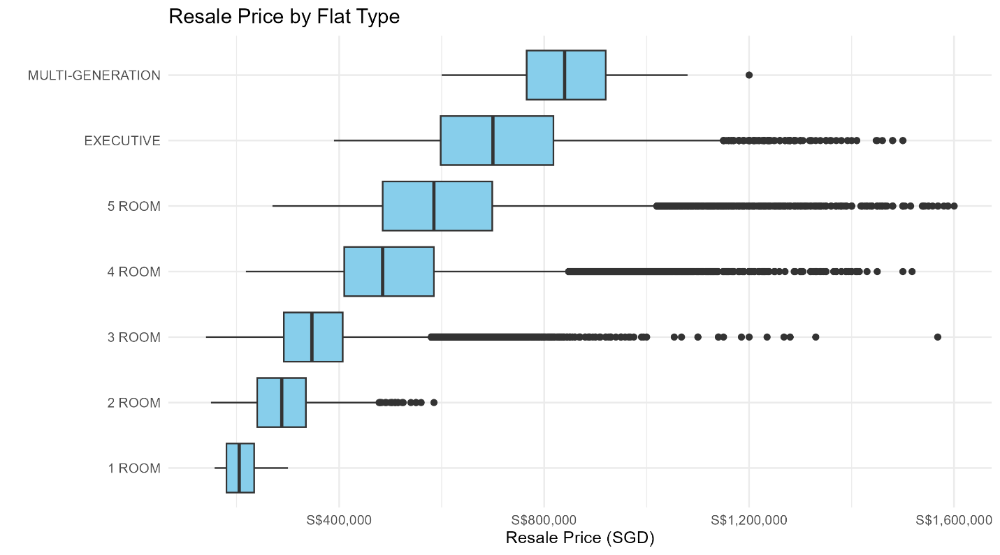 Resale Price by Flat Type
MULTI-GENERATION
EXECUTIVE
5 ROOM
4 ROOM
3 ROOM
2 ROOM
1 ROOM
S$400,000 S$800,000 S$1,200,000 S$1,600,000
Resale Price (SGD)